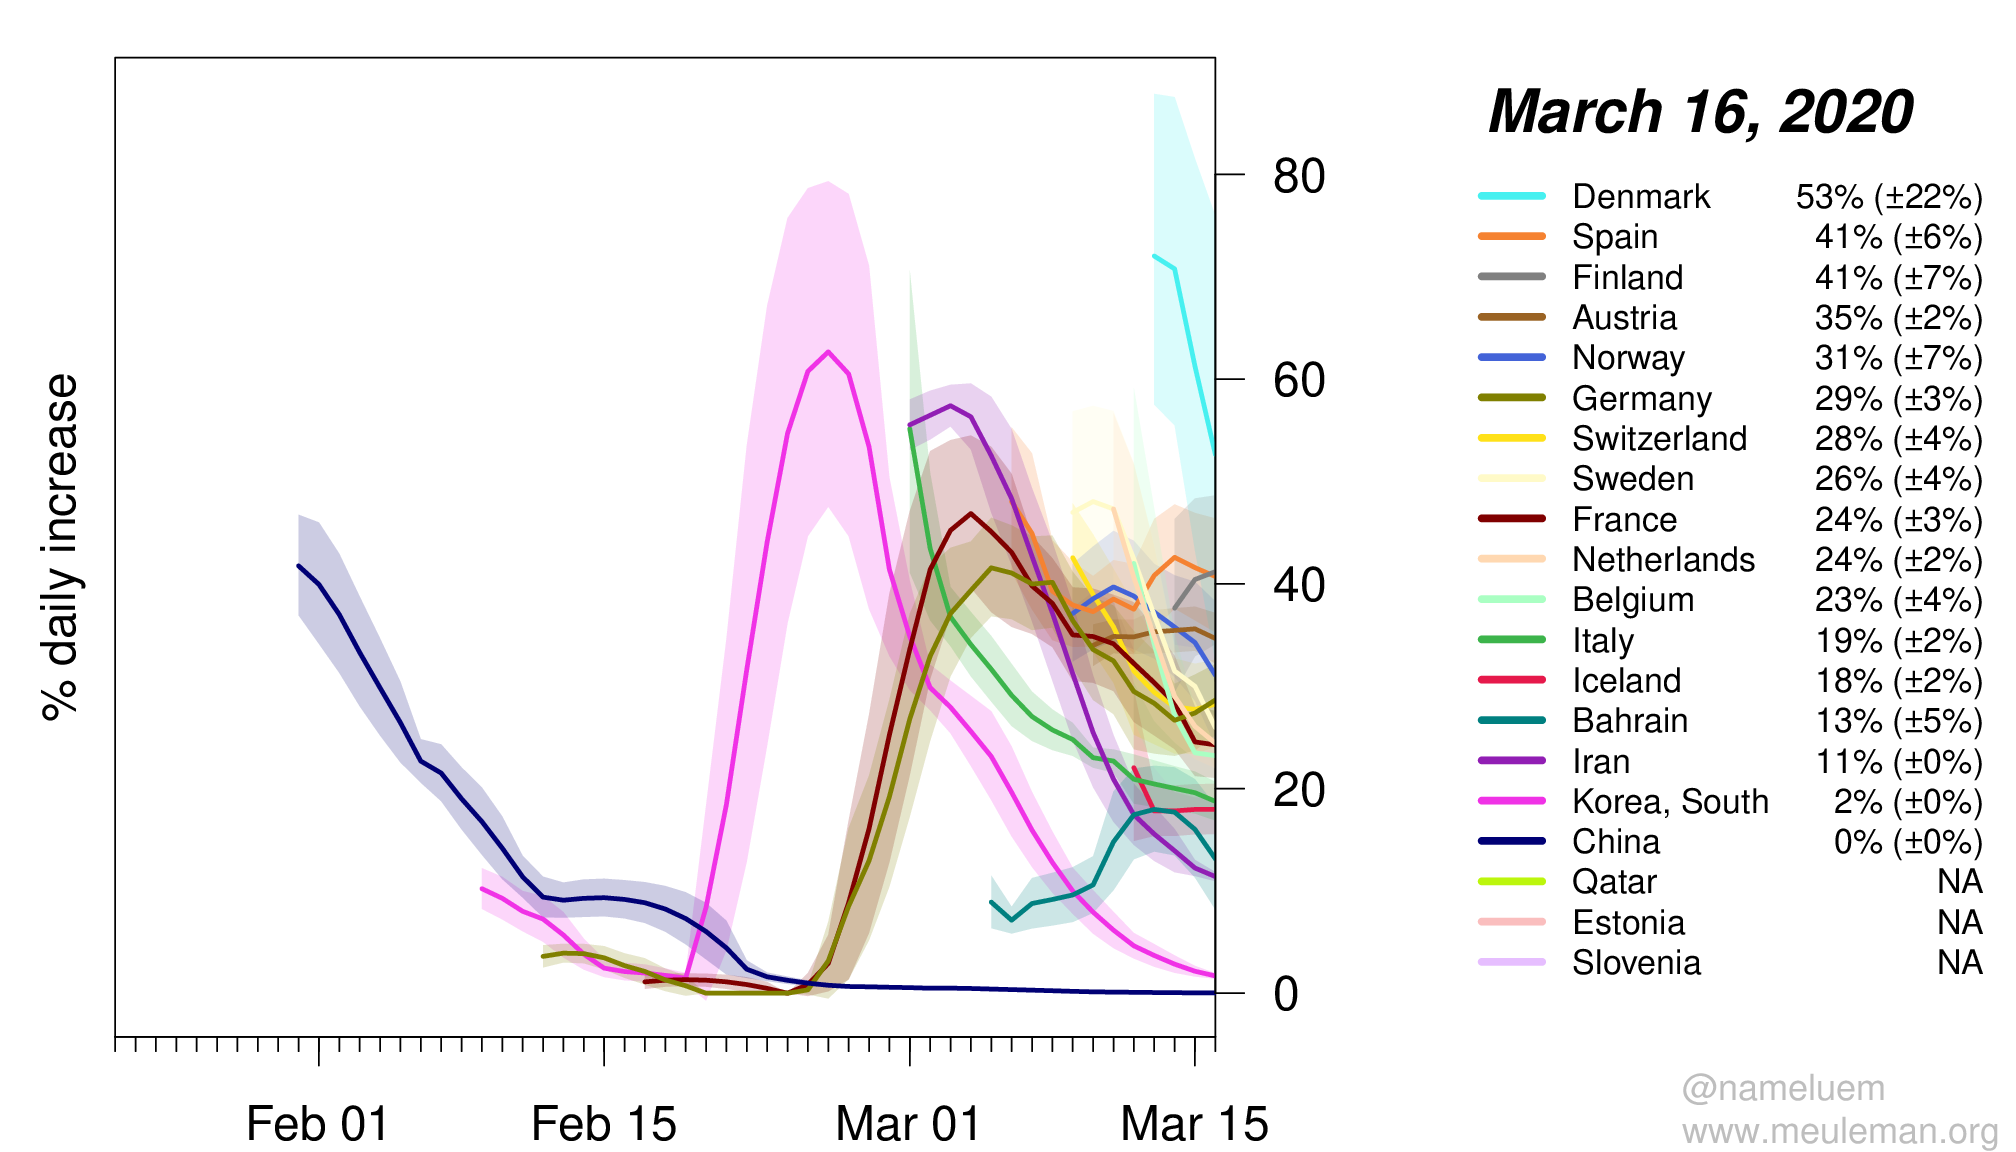 March 16, 2020
% daily increase
80
60
40
20
0
Feb 01
Feb 15
Mar 01
Mar 15
Denmark 53% (±22%)
Spain 41% (±6%)
Finland 41% (±7%)
Austria 35% (±2%)
Norway 31% (±7%)
Germany 29% (±3%)
Switzerland 28% (±4%)
Sweden 26% (±4%)
France 24% (±3%)
Netherlands 24% (±2%)
Belgium 23% (±4%)
Italy 19% (±2%)
Iceland 18% (±2%)
Bahrain 13% (±5%)
Iran 11% (±0%)
Korea, South 2% (±0%)
China 0% (±0%)
Qatar NA
Estonia NA
Slovenia NA
@nameluem
www.meuleman.org